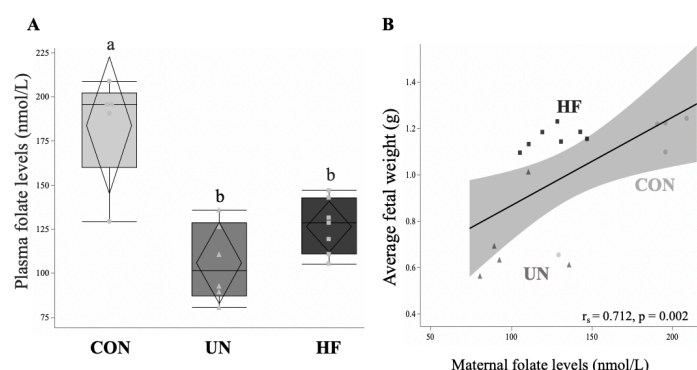 A
Plasma folate levels (nmol/L)
225
200
175
150
125
100
75
a
b
b
CON
UN
HF
B
Average fetal weight (g)
1.4
1.2
1.0
0.8
0.6
0.4
HF
CON
UN
rs = 0.712, p = 0.002
50
100
150
200
Maternal folate levels (nmol/L)